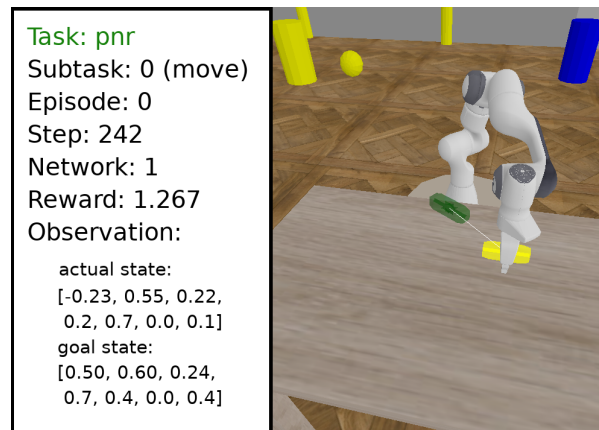 Task: pnr
Subtask: 0 (move)
Episode: 0
Step: 242
Network: 1
Reward: 1.267
Observation:
actual state:
[-0.23, 0.55, 0.22,
0.2, 0.7, 0.0, 0.1]
goal state:
[0.50, 0.60, 0.24,
0.7, 0.4, 0.0, 0.4]